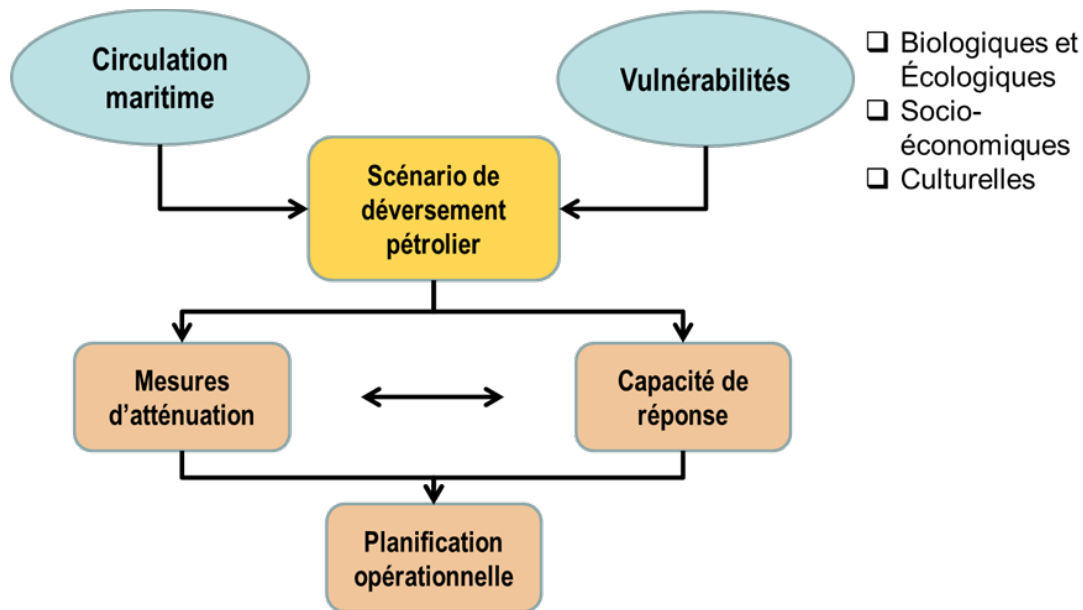 Circulation
maritime
Vulnérabilités
❑ Biologiques et
Écologiques
❑ Socio-
économiques
❑ Culturelles
Scénario de
déversement
pétrolier
Mesures
d’atténuation
Capacité de
réponse
Planification
opérationnelle